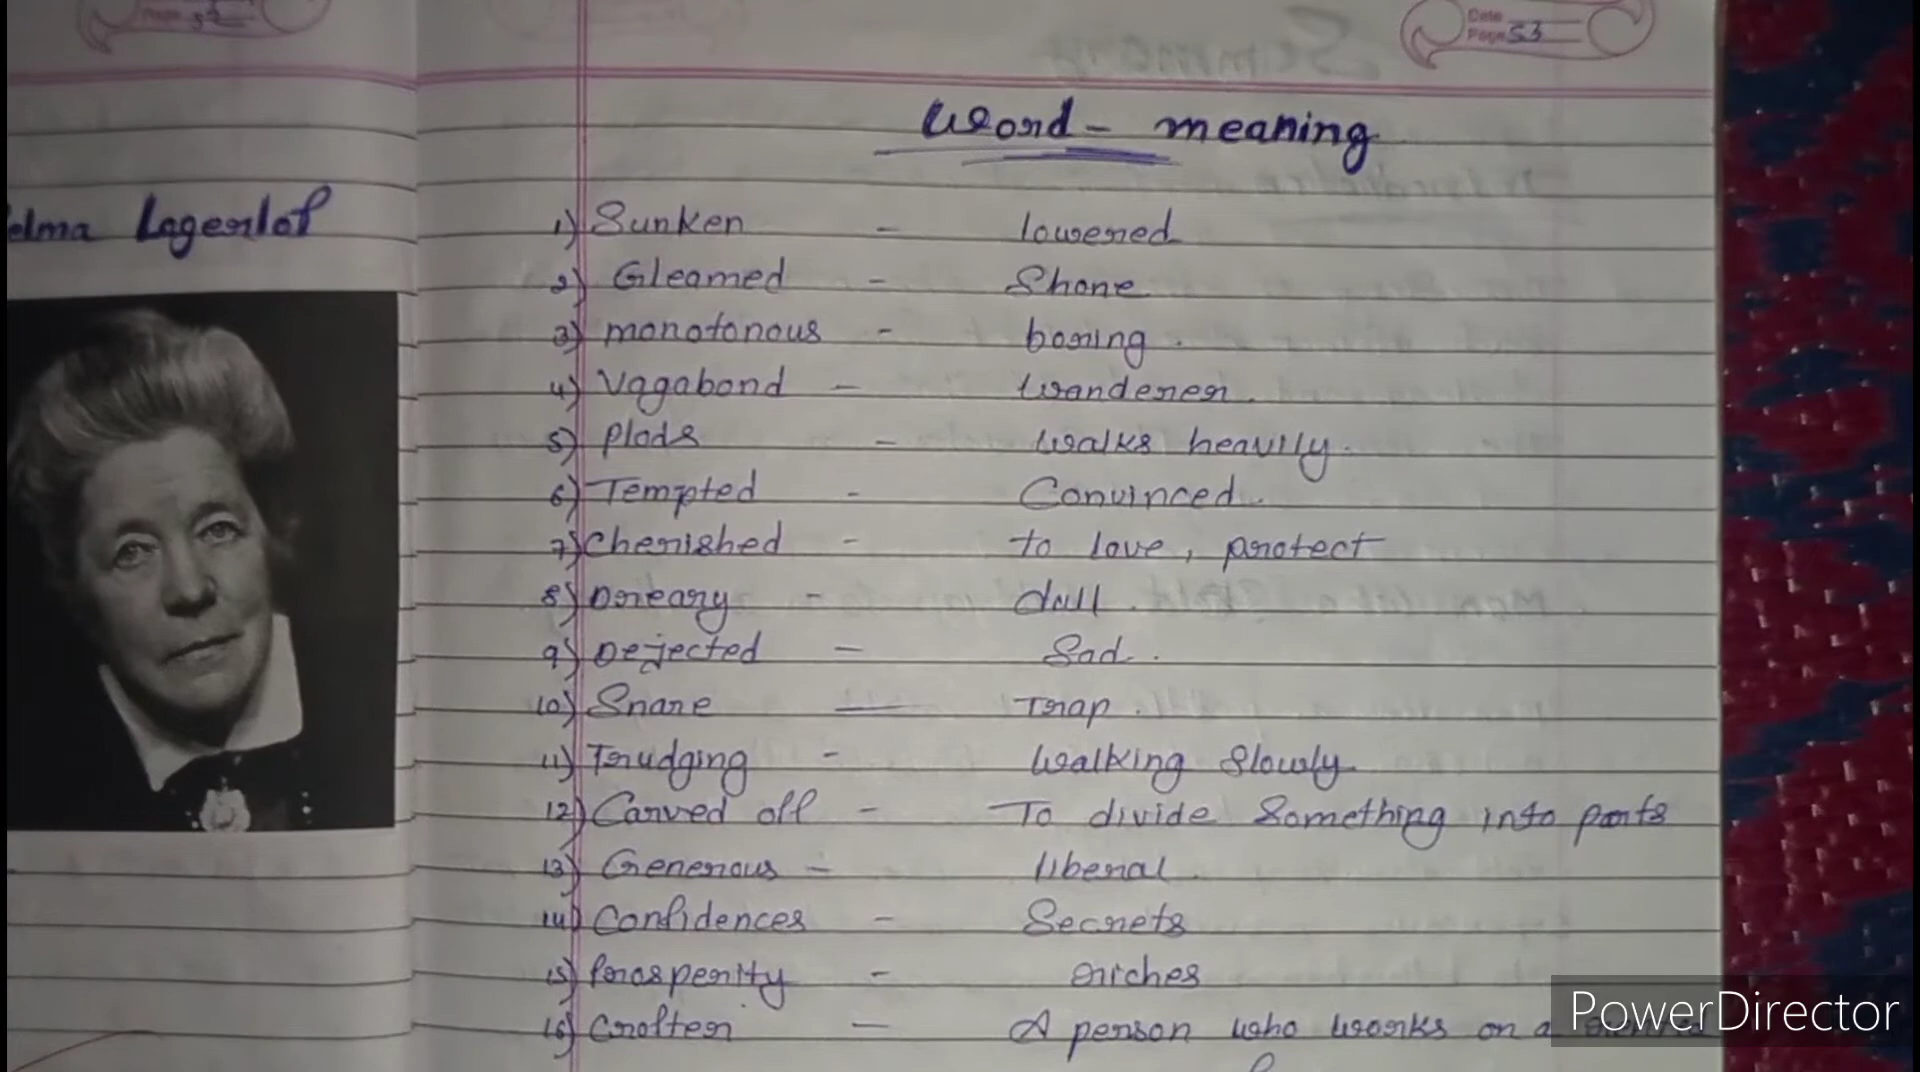 Page 52
Date
Page 53
Word - meaning
elma Lagerlof
1) Sunken - lowered
2) Gleamed - Shone
3) monotonous - boring.
4) Vagabond - Wanderer.
5) Plods - Walks heavily.
6) Tempted - Convinced.
7) Cherished - to love, protect
8) Dreary - dull.
9) Dejected - Sad.
10) Snare - Trap.
11) Trudging - Walking Slowly.
12) Carved off - To divide Something into parts
13) Generous - liberal.
14) Confidences - Secrets
15) Prosperity - riches
16) Crofter - A person who works on a
PowerDirector